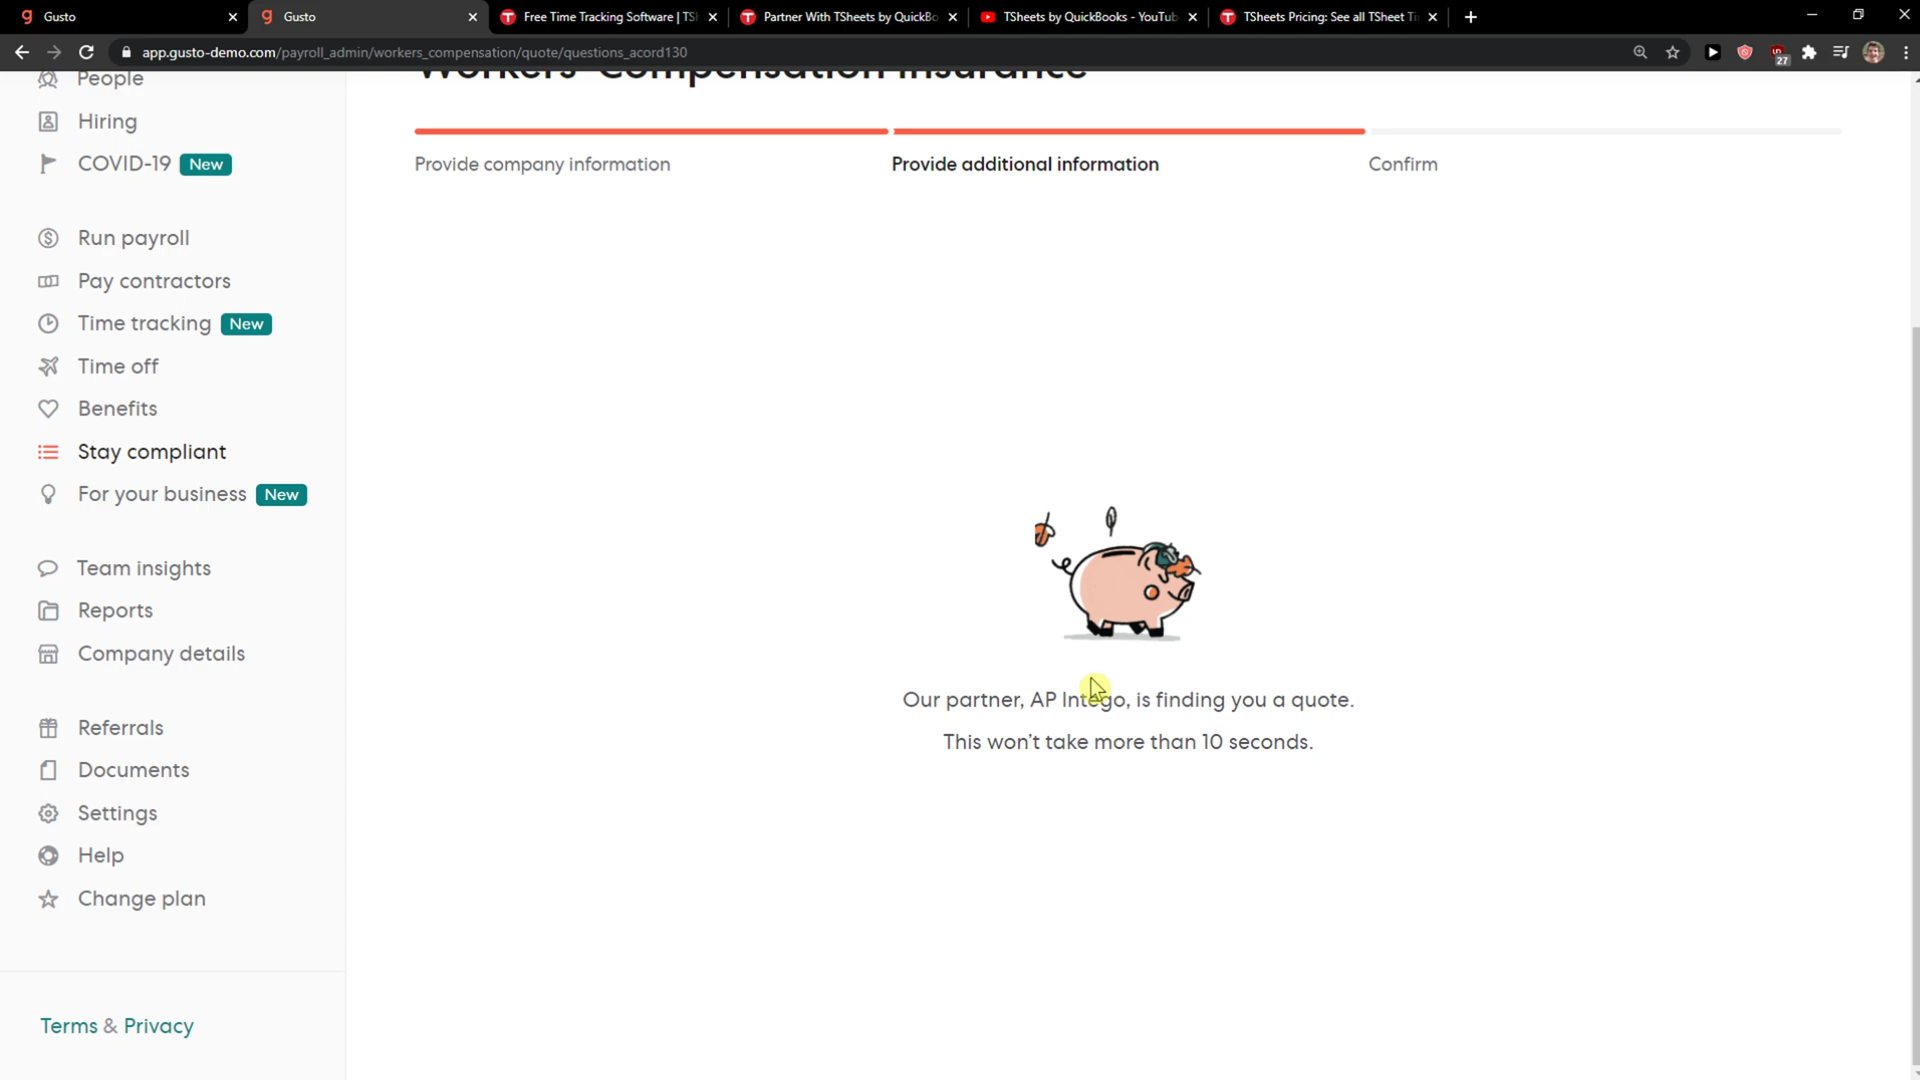 Gusto
Gusto
Free Time Tracking Software | TS
Partner With TSheets by QuickBo
TSheets by QuickBooks - YouTub
TSheets Pricing: See all TSheet Ti
app.gusto-demo.com/payroll_admin/workers_compensation/quote/questions_acord130
27
Workers' Compensation Insurance
People
Hiring
COVID-19 New
Run payroll
Pay contractors
Time tracking New
Time off
Benefits
Stay compliant
For your business New
Team insights
Reports
Company details
Referrals
Documents
Settings
Help
Change plan
Terms & Privacy
Provide company information
Provide additional information
Confirm
Our partner, AP Intego, is finding you a quote.
This won't take more than 10 seconds.